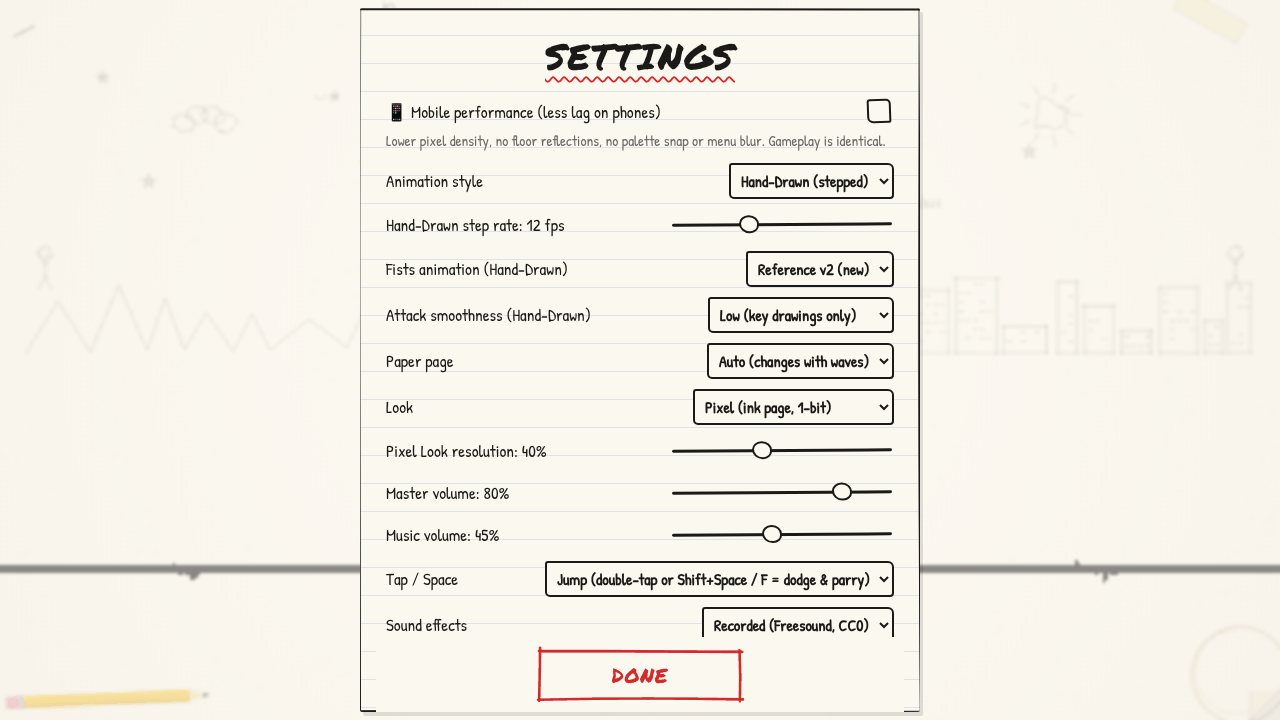 SETTINGS
📱 Mobile performance (less lag on phones)
Lower pixel density, no floor reflections, no palette snap or menu blur. Gameplay is identical.
Animation style
Hand-Drawn (stepped)
Hand-Drawn step rate: 12 fps
Fists animation (Hand-Drawn)
Reference v2 (new)
Attack smoothness (Hand-Drawn)
Low (key drawings only)
Paper page
Auto (changes with waves)
Look
Pixel (ink page, 1-bit)
Pixel Look resolution: 40%
Master volume: 80%
Music volume: 45%
Tap / Space
Jump (double-tap or Shift+Space / F = dodge & parry)
Sound effects
Recorded (Freesound, CC0)
DONE